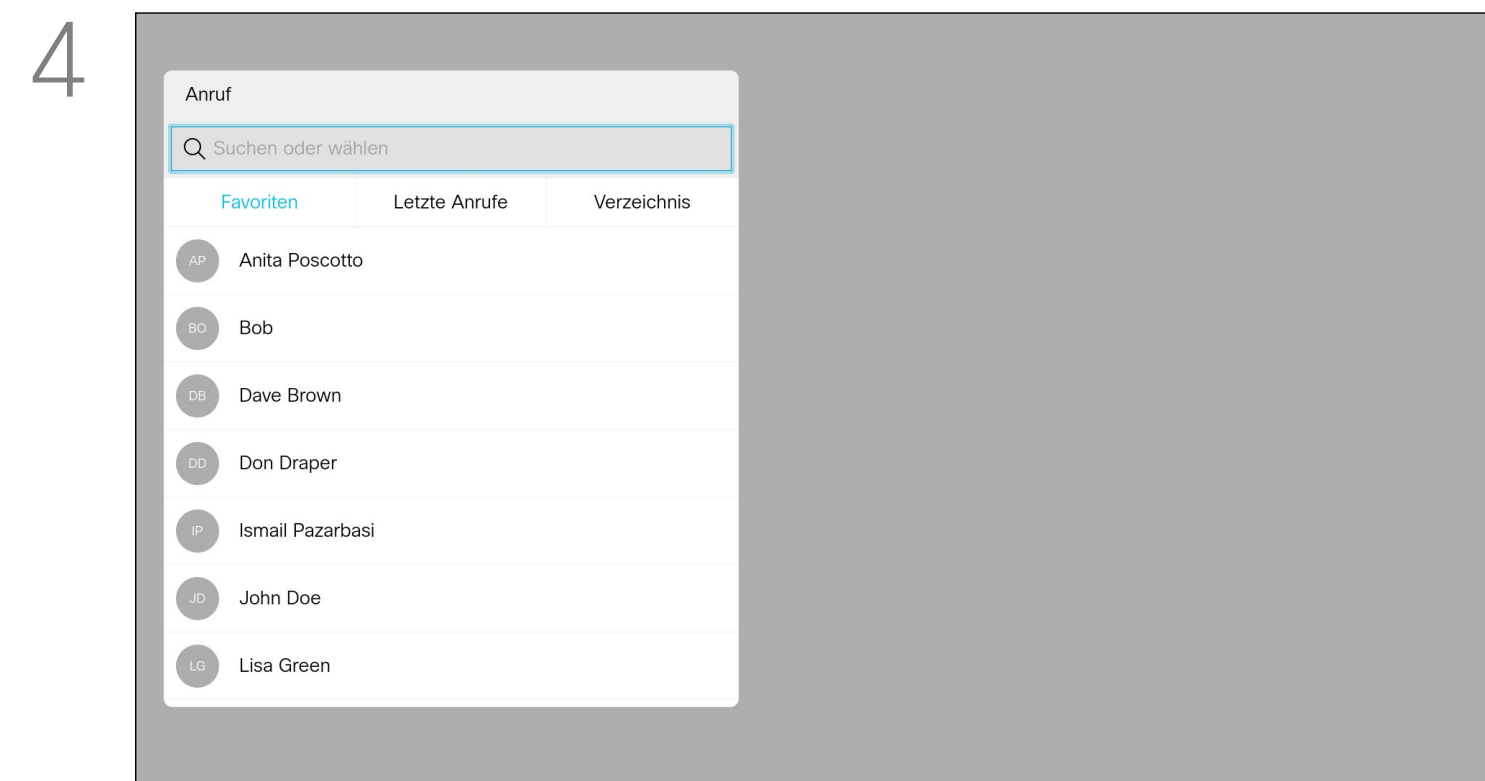 4
Anruf
Suchen oder wählen
Favoriten Letzte Anrufe Verzeichnis
AP Anita Poscotto
BO Bob
DB Dave Brown
DD Don Draper
IP Ismail Pazarbasi
JD John Doe
LG Lisa Green